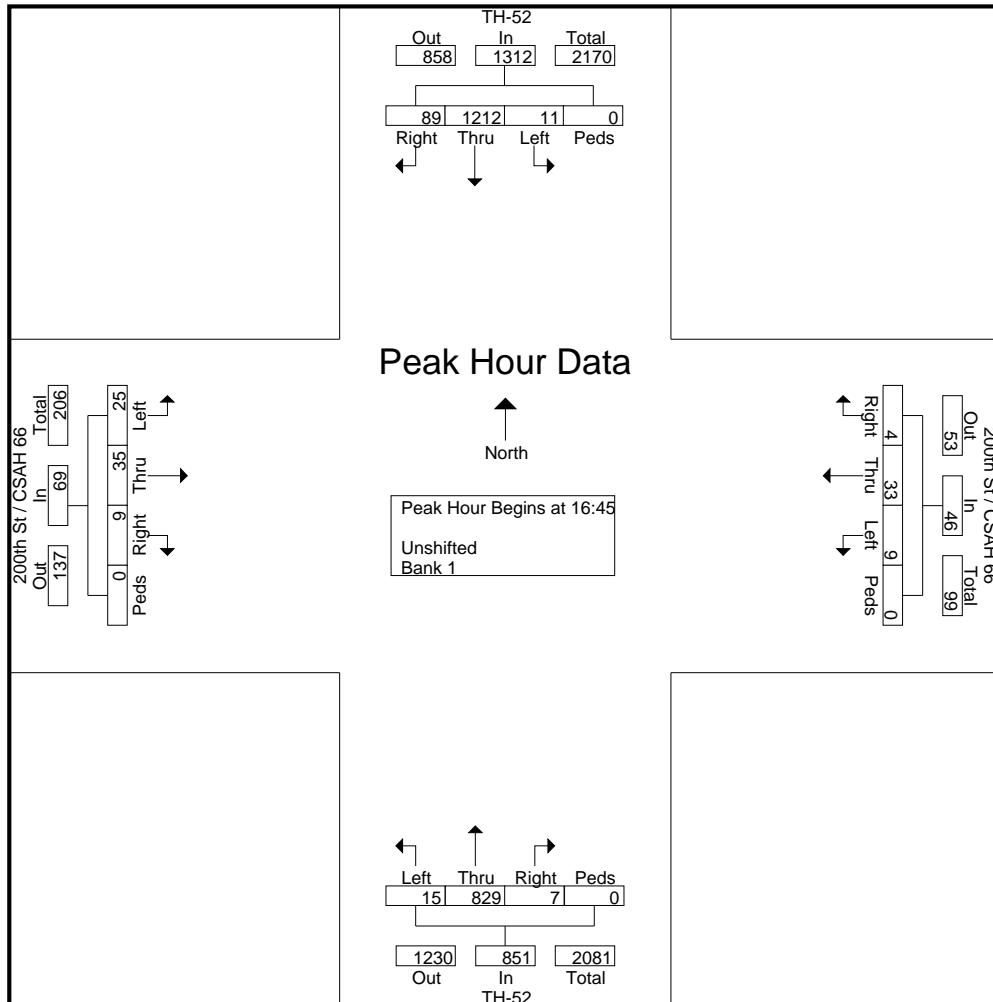 TH-52
Out In Total
858 1312 2170
89 1212 11 0
Right Thru Left Peds
Peak Hour Data
North
Peak Hour Begins at 16:45
Unshifted
Bank 1
200th St / CSAH 66
Out In Total
137 69 206
Left Thru Right Peds
25 35 9 0
200th St / CSAH 66
Out In Total
53 46 99
Right Thru Left Peds
4 33 9 0
Left Thru Right Peds
15 829 7 0
1230 851 2081
Out In Total
TH-52